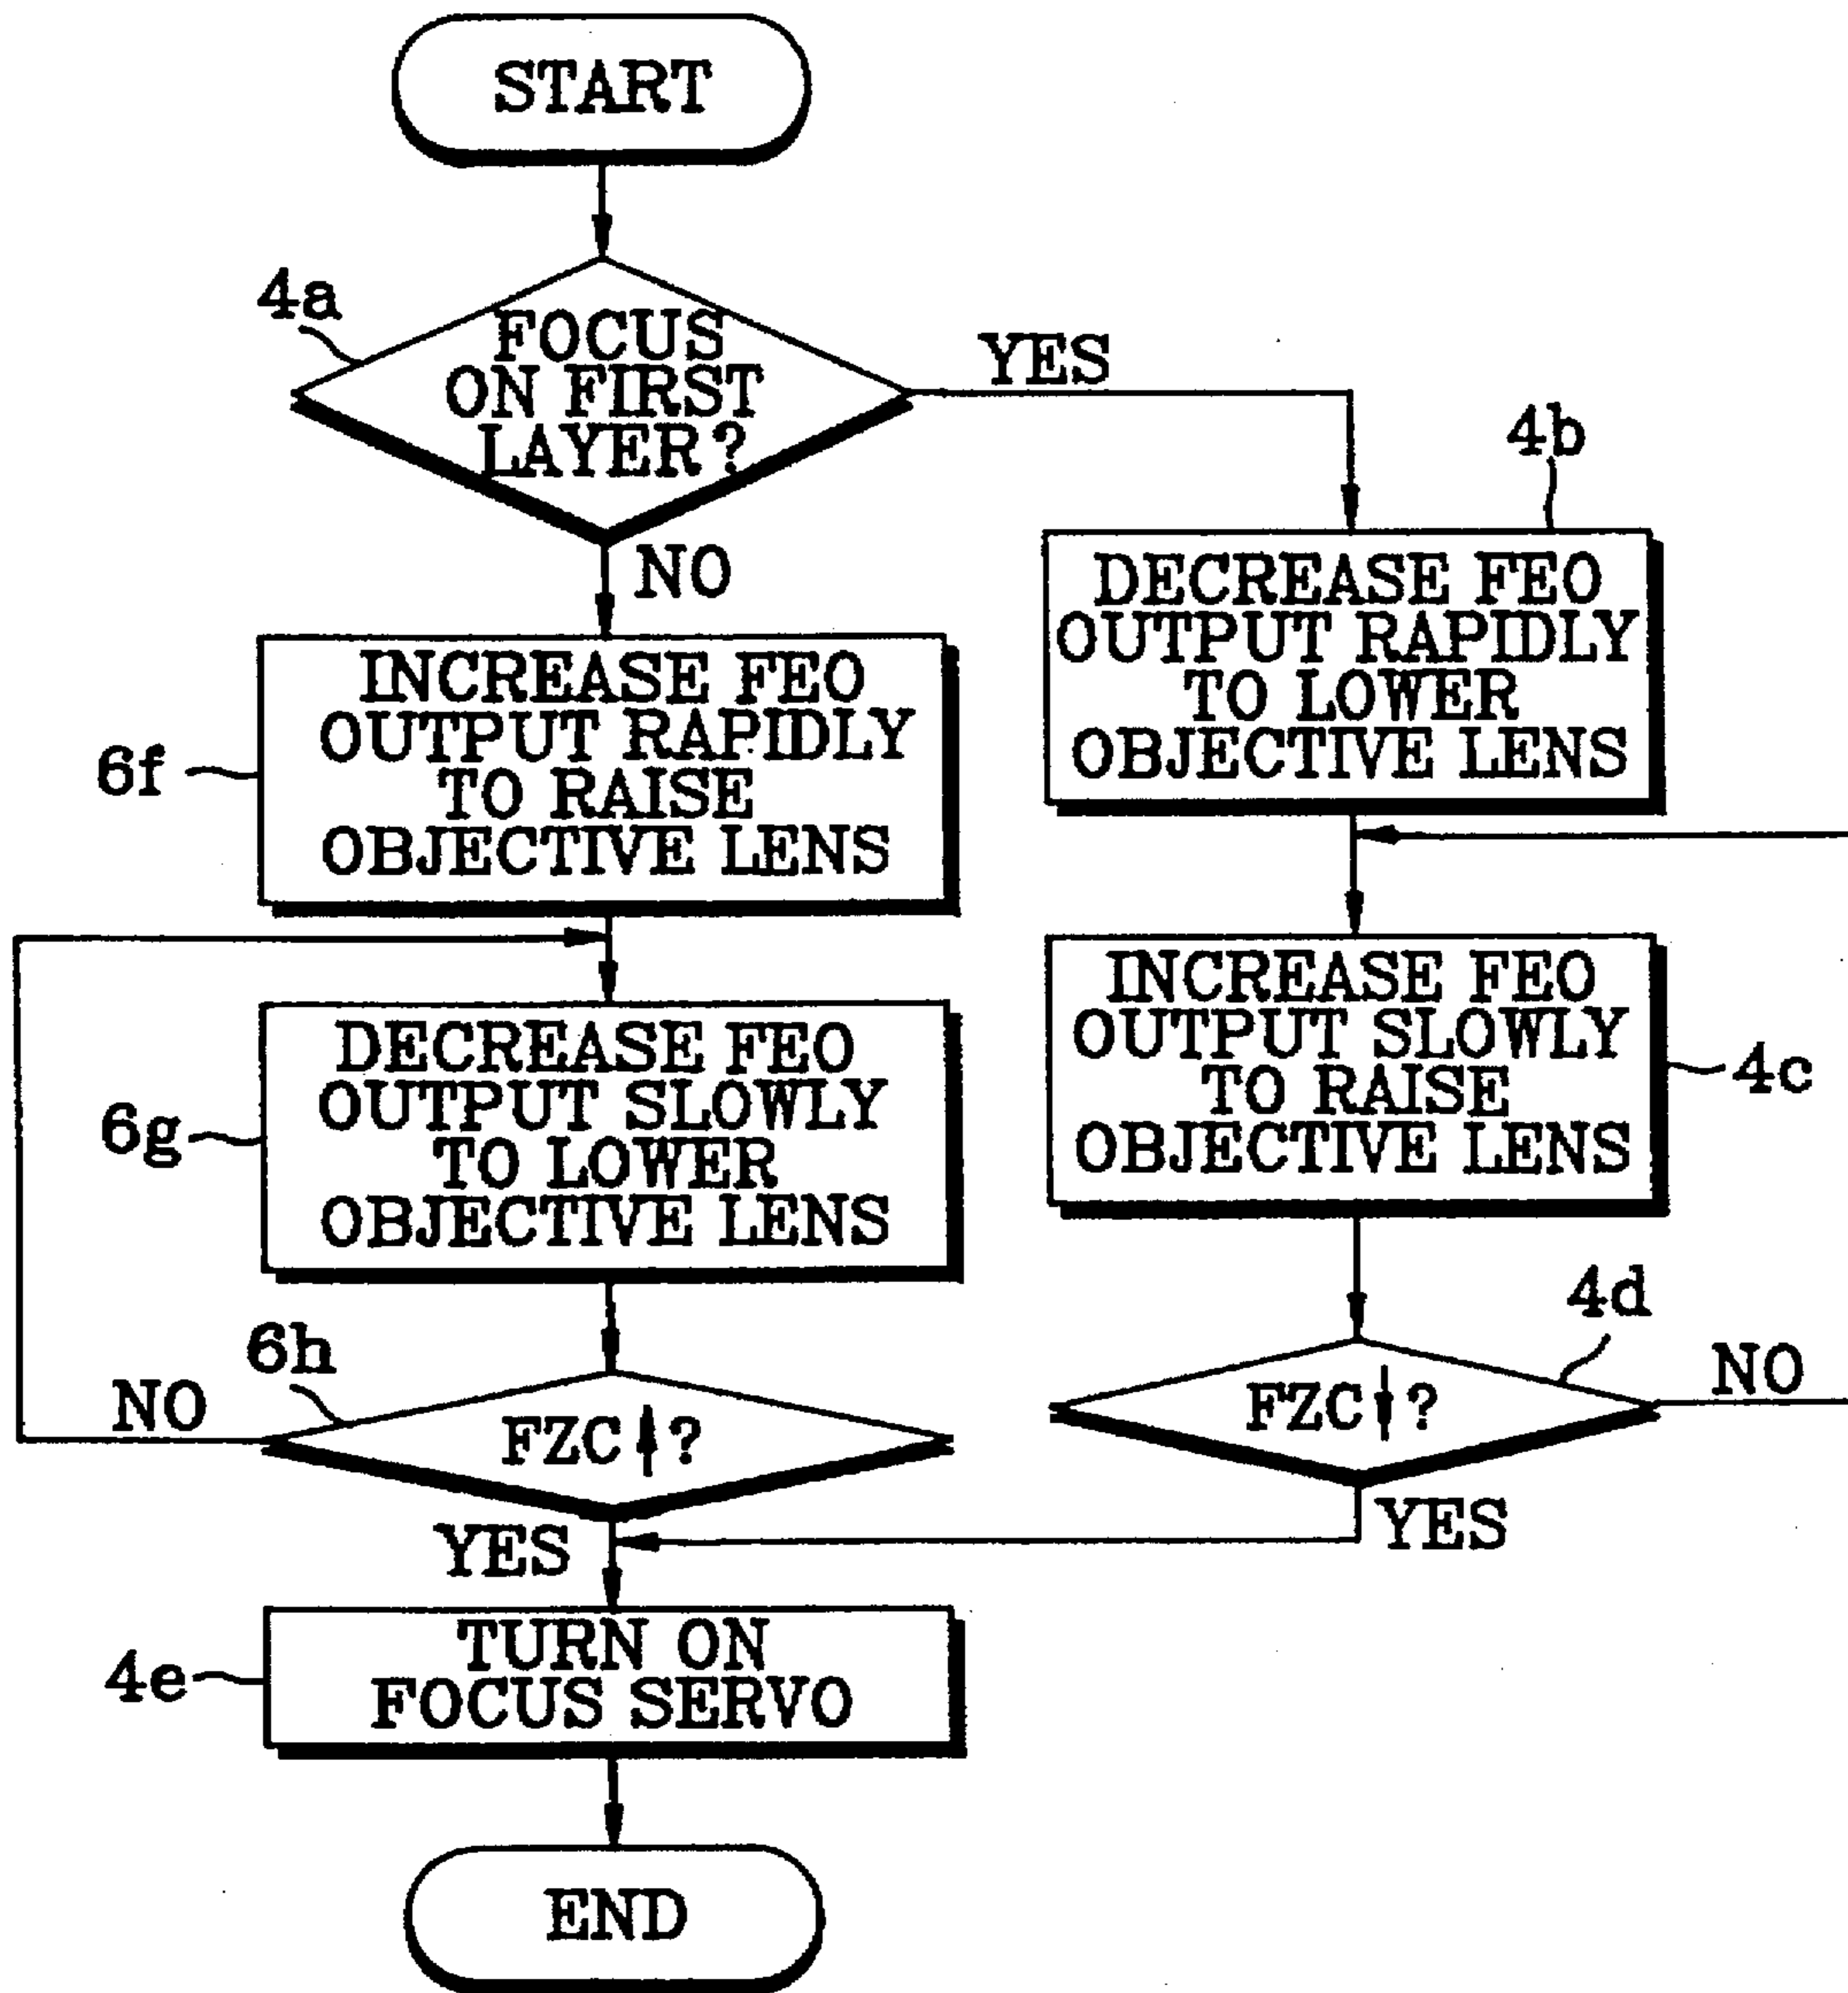 START
4a
FOCUS
ON FIRST
LAYER?
YES
NO
4b
DECREASE FEO
OUTPUT RAPIDLY
TO LOWER
OBJECTIVE LENS
6f
INCREASE FEO
OUTPUT RAPIDLY
TO RAISE
OBJECTIVE LENS
INCREASE FEO
OUTPUT SLOWLY
TO RAISE
OBJECTIVE LENS
4c
6g
DECREASE FEO
OUTPUT SLOWLY
TO LOWER
OBJECTIVE LENS
4d
FZC↓?
NO
YES
6h
NO
FZC↑?
YES
4e
TURN ON
FOCUS SERVO
END